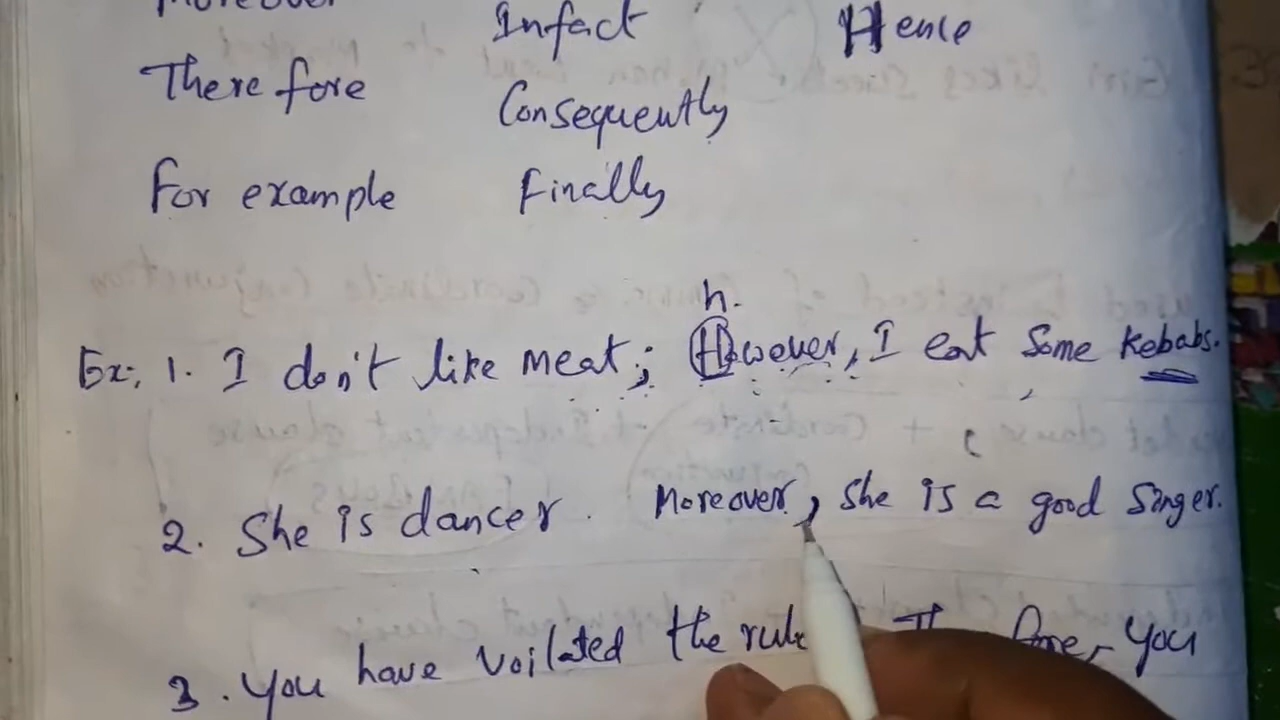 Moreover Infact Hence
There fore Consequently
For example Finally
h.
Ex: 1. I don't like meat; However, I eat Some kebabs.
2. She is dancer. Moreover, She is a good Singer.
3. You have voilated the rule You